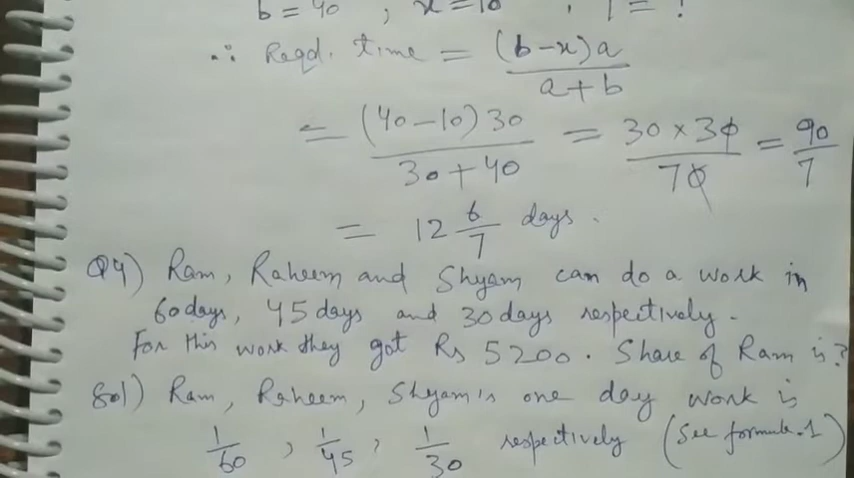 b = 40 , x = 10 , T = ?
∴ Reqd. time = (b-x)a / a+b
= (40-10)30 / 30+40 = 30 × 30 / 70 = 90 / 7
= 12 6/7 days.
Q4) Ram, Raheem and Shyam can do a work in
60 days, 45 days and 30 days respectively.
For this work they got Rs 5200. Share of Ram is?
Sol) Ram, Raheem, Shyam's one day work is
1/60 , 1/45 , 1/30 respectively (See formula.1)